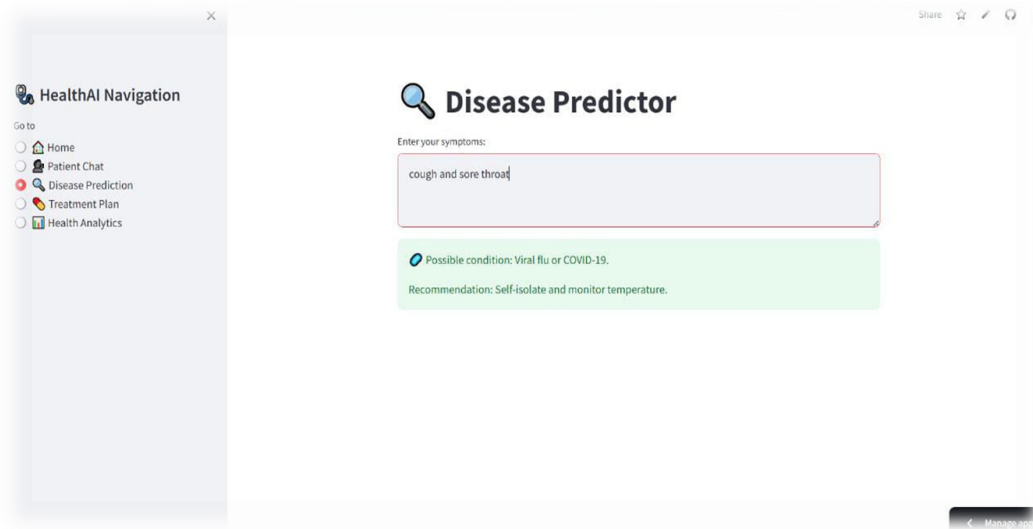 Share
HealthAI Navigation
Go to
Home
Patient Chat
Disease Prediction
Treatment Plan
Health Analytics
Disease Predictor
Enter your symptoms:
cough and sore throat
Possible condition: Viral flu or COVID-19.
Recommendation: Self-isolate and monitor temperature.
Manage app